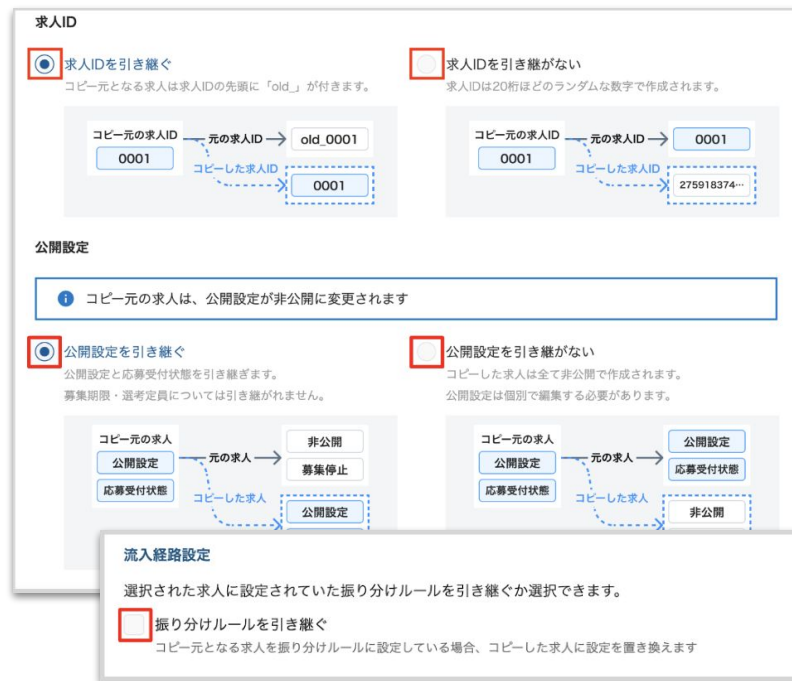 求人ID
求人IDを引き継ぐ
コピー元となる求人は求人IDの先頭に「old_」が付きます。
コピー元の求人ID
0001
元の求人ID
old_0001
コピーした求人ID
0001
求人IDを引き継がない
求人IDは20桁ほどのランダムな数字で作成されます。
コピー元の求人ID
0001
元の求人ID
0001
コピーした求人ID
275918374…
公開設定
コピー元の求人は、公開設定が非公開に変更されます
公開設定を引き継ぐ
公開設定と応募受付状態を引き継ぎます。
募集期限・選考定員については引き継がれません。
コピー元の求人
公開設定
応募受付状態
元の求人
非公開
募集停止
コピーした求人
公開設定
公開設定を引き継がない
コピーした求人は全て非公開で作成されます。
公開設定は個別で編集する必要があります。
コピー元の求人
公開設定
応募受付状態
元の求人
公開設定
応募受付状態
コピーした求人
非公開
流入経路設定
選択された求人に設定されていた振り分けルールを引き継ぐか選択できます。
振り分けルールを引き継ぐ
コピー元となる求人を振り分けルールに設定している場合、コピーした求人に設定を置き換えます